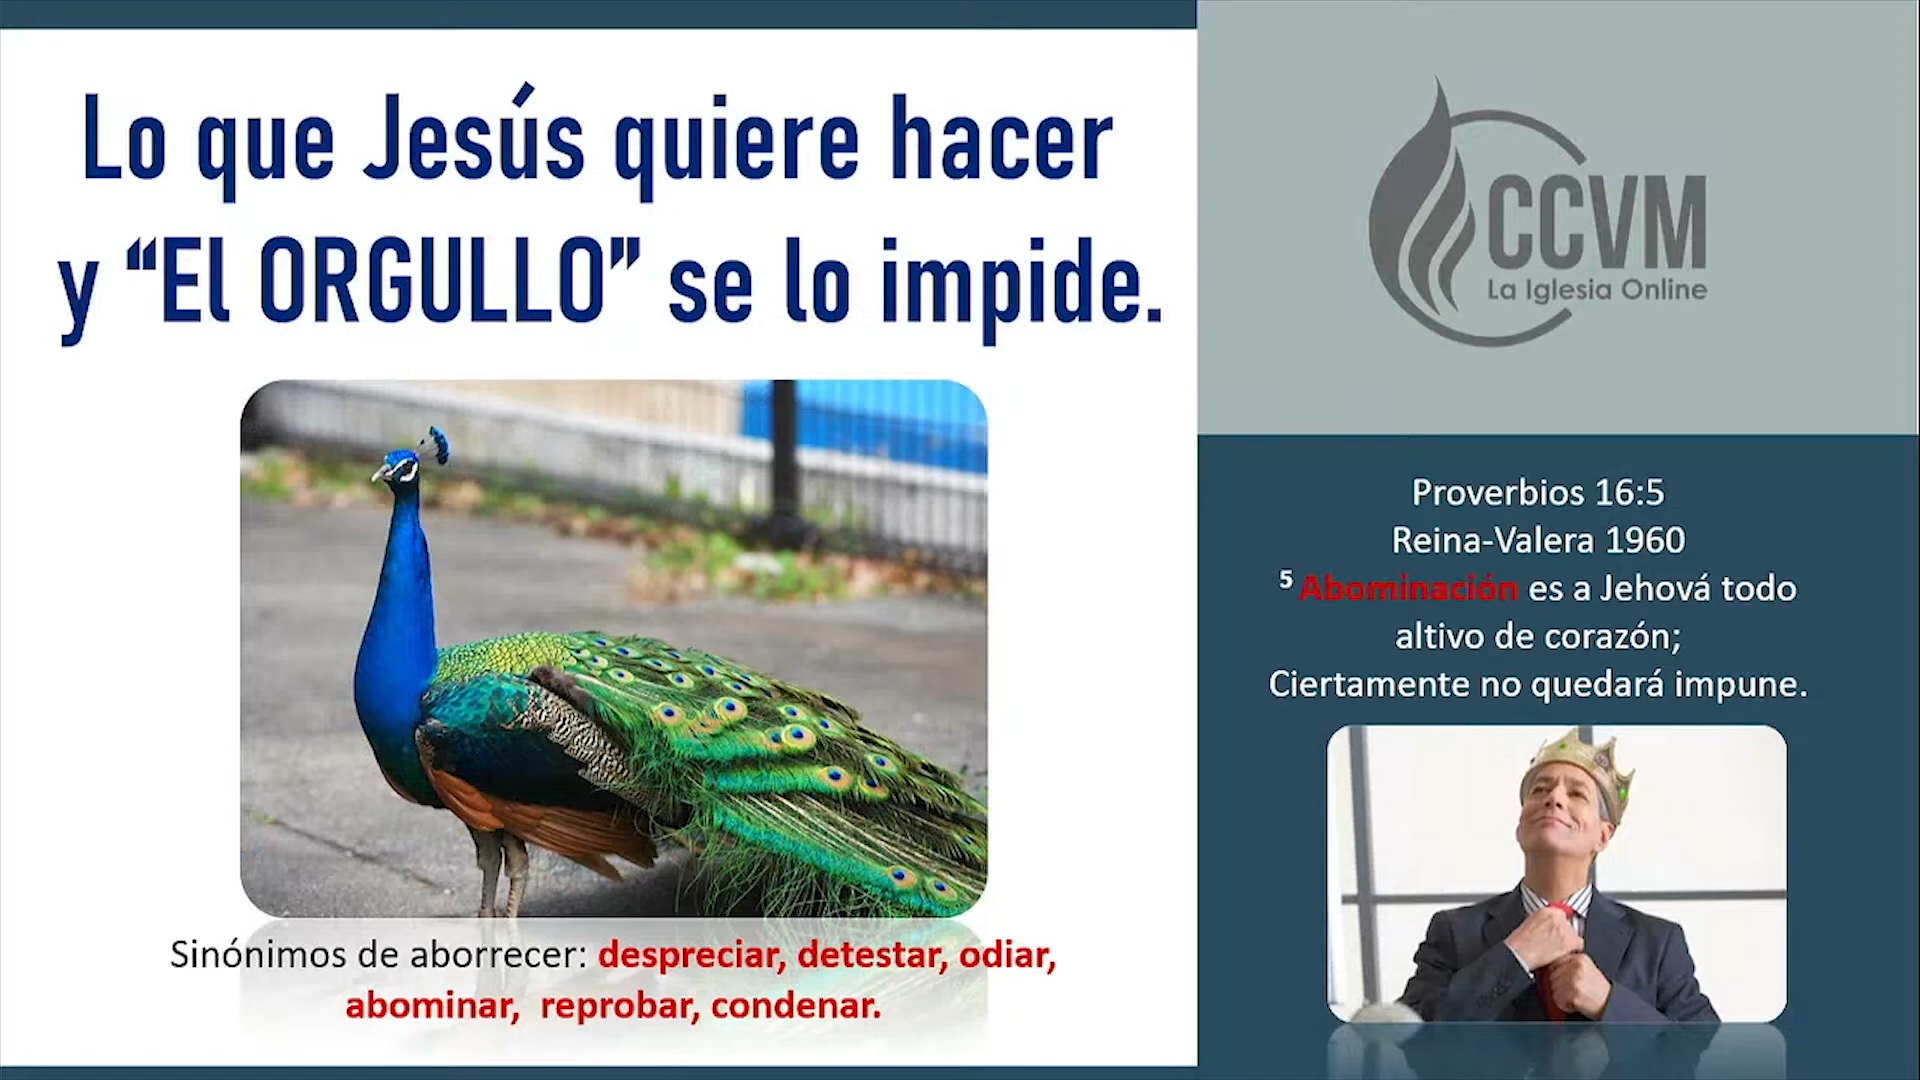 Lo que Jesús quiere hacer
y “El ORGULLO” se lo impide.
Sinónimos de aborrecer: despreciar, detestar, odiar,
abominar, reprobar, condenar.
CCVM
La Iglesia Online
Proverbios 16:5
Reina-Valera 1960
5 Abominación es a Jehová todo
altivo de corazón;
Ciertamente no quedará impune.